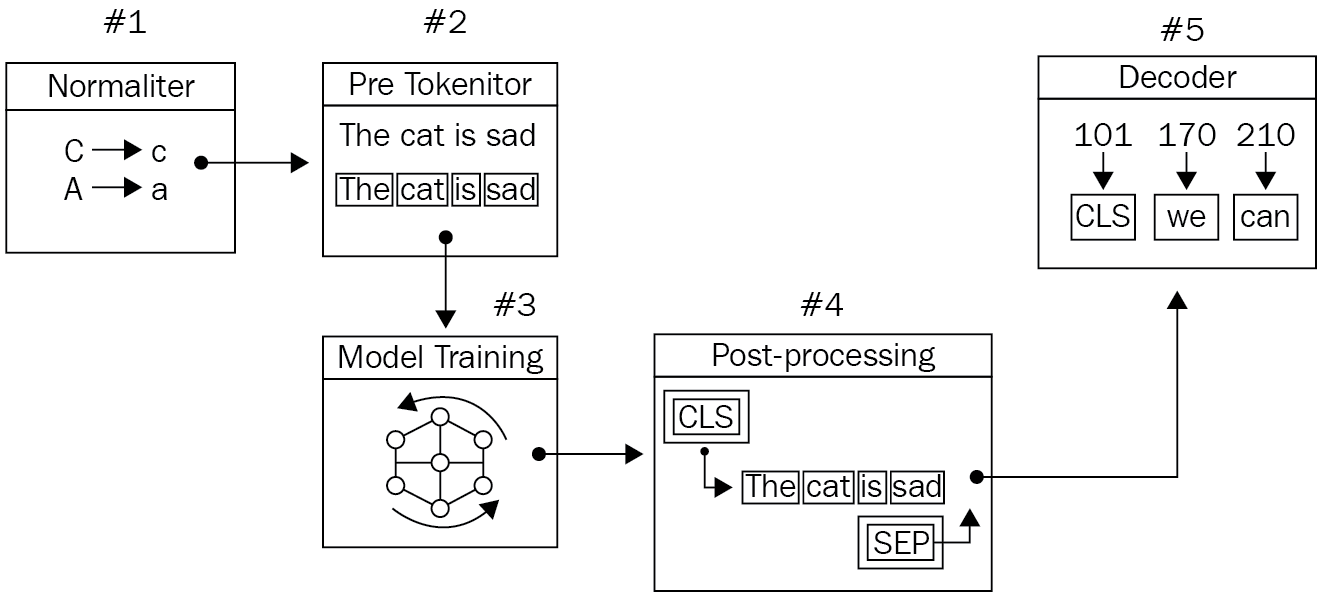 #1
Normaliter
C c
A a
#2
Pre Tokenitor
The cat is sad
The cat is sad
#3
Model Training
#4
Post-processing
CLS
The cat is sad
SEP
#5
Decoder
101 170 210
CLS we can